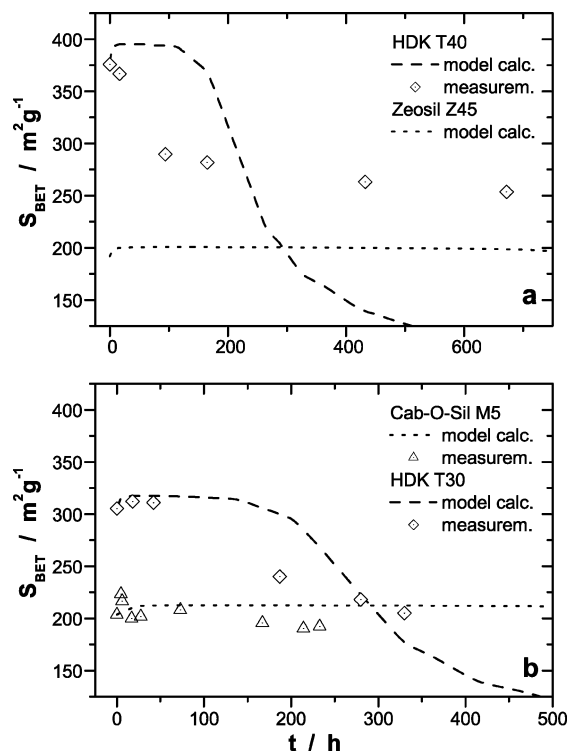 400
350
300
250
200
150
S_BET / m²g⁻¹
HDK T40
model calc.
measurem.
Zeosil Z45
model calc.
a
0
200
400
600
400
350
300
250
200
150
S_BET / m²g⁻¹
Cab-O-Sil M5
model calc.
measurem.
HDK T30
model calc.
measurem.
b
0
100
200
300
400
500
t / h